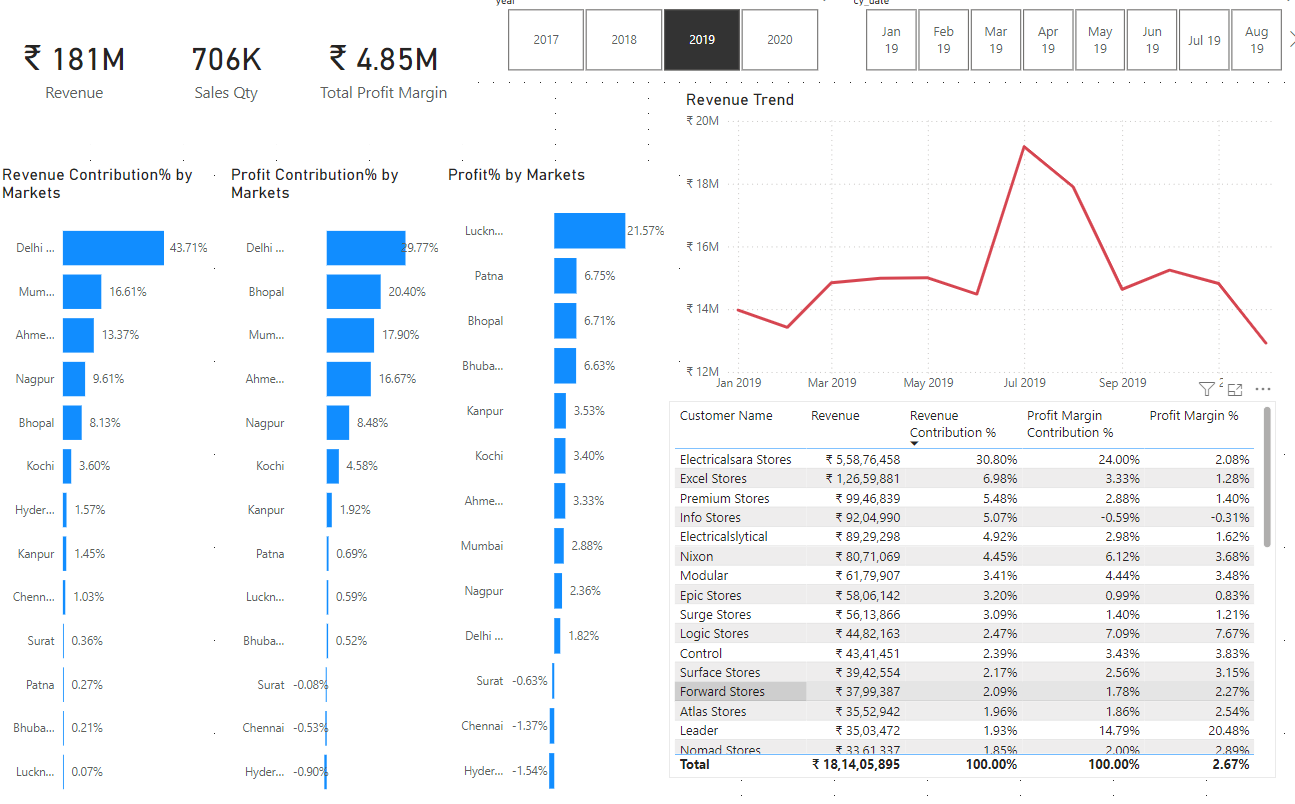 year
cy_date
2017
2018
2019
2020
Jan
19
Feb
19
Mar
19
Apr
19
May
19
Jun
19
Jul 19
Aug
19
₹ 181M
Revenue
706K
Sales Qty
₹ 4.85M
Total Profit Margin
Revenue Contribution% by
Markets
Delhi ... 43.71%
Mum... 16.61%
Ahme... 13.37%
Nagpur 9.61%
Bhopal 8.13%
Kochi 3.60%
Hyder... 1.57%
Kanpur 1.45%
Chenn... 1.03%
Surat 0.36%
Patna 0.27%
Bhuba... 0.21%
Luckn... 0.07%
Profit Contribution% by
Markets
Delhi ... 29.77%
Bhopal 20.40%
Mum... 17.90%
Ahme... 16.67%
Nagpur 8.48%
Kochi 4.58%
Kanpur 1.92%
Patna 0.69%
Luckn... 0.59%
Bhuba... 0.52%
Surat -0.08%
Chennai -0.53%
Hyder... -0.90%
Profit% by Markets
Luckn... 21.57%
Patna 6.75%
Bhopal 6.71%
Bhuba... 6.63%
Kanpur 3.53%
Kochi 3.40%
Ahme... 3.33%
Mumbai 2.88%
Nagpur 2.36%
Delhi ... 1.82%
Surat -0.63%
Chennai -1.37%
Hyder... -1.54%
Revenue Trend
₹ 20M
₹ 18M
₹ 16M
₹ 14M
₹ 12M
Jan 2019 Mar 2019 May 2019 Jul 2019 Sep 2019
Customer Name Revenue Revenue Contribution % Profit Margin Contribution % Profit Margin %
Electricalsara Stores ₹ 5,58,76,458 30.80% 24.00% 2.08%
Excel Stores ₹ 1,26,59,881 6.98% 3.33% 1.28%
Premium Stores ₹ 99,46,839 5.48% 2.88% 1.40%
Info Stores ₹ 92,04,990 5.07% -0.59% -0.31%
Electricalslytical ₹ 89,29,298 4.92% 2.98% 1.62%
Nixon ₹ 80,71,069 4.45% 6.12% 3.68%
Modular ₹ 61,79,907 3.41% 4.44% 3.48%
Epic Stores ₹ 58,06,142 3.20% 0.99% 0.83%
Surge Stores ₹ 56,13,866 3.09% 1.40% 1.21%
Logic Stores ₹ 44,82,163 2.47% 7.09% 7.67%
Control ₹ 43,41,451 2.39% 3.43% 3.83%
Surface Stores ₹ 39,42,554 2.17% 2.56% 3.15%
Forward Stores ₹ 37,99,387 2.09% 1.78% 2.27%
Atlas Stores ₹ 35,52,942 1.96% 1.86% 2.54%
Leader ₹ 35,03,472 1.93% 14.79% 20.48%
Nomad Stores ₹ 33,61,337 1.85% 2.00% 2.89%
Total ₹ 18,14,05,895 100.00% 100.00% 2.67%